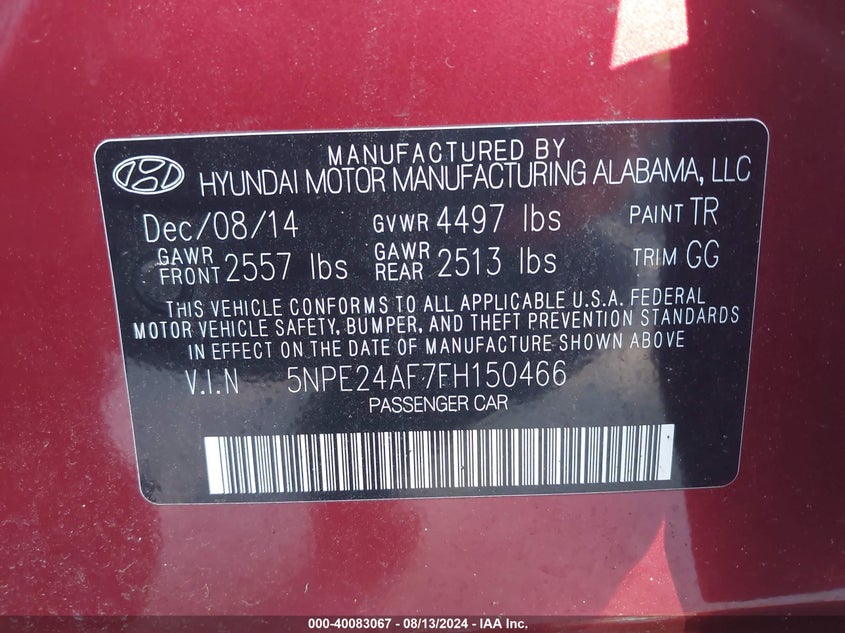 MANUFACTURED BY
HYUNDAI MOTOR MANUFACTURING ALABAMA, LLC
Dec/08/14 GVWR 4497 lbs PAINT TR
GAWR FRONT 2557 lbs GAWR REAR 2513 lbs TRIM GG
THIS VEHICLE CONFORMS TO ALL APPLICABLE U.S.A. FEDERAL
MOTOR VEHICLE SAFETY, BUMPER, AND THEFT PREVENTION STANDARDS
IN EFFECT ON THE DATE OF MANUFACTURE SHOWN ABOVE
V.I.N 5NPE24AF7FH150466
PASSENGER CAR
000-40083067 - 08/13/2024 - IAA Inc.